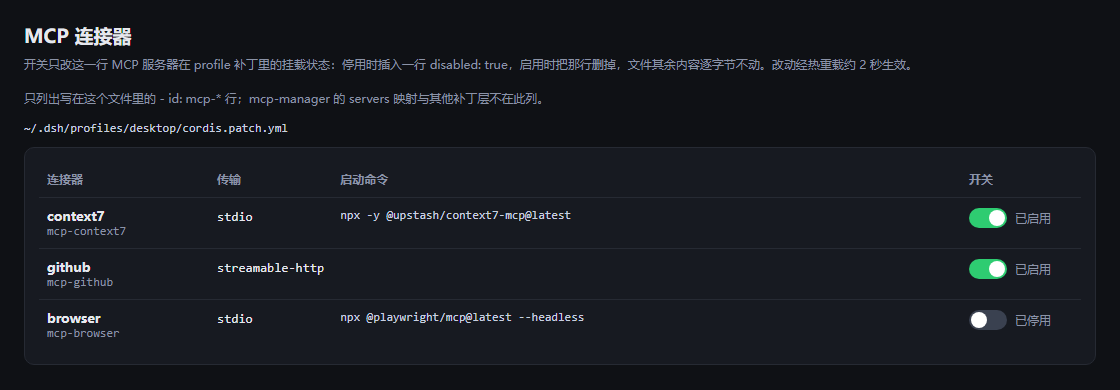 MCP 连接器
开关只改这一行 MCP 服务器在 profile 补丁里的挂载状态：停用时插入一行 disabled: true，启用时把那行删掉，文件其余内容逐字节不动。改动经热重载约 2 秒生效。
只列出写在这个文件里的 - id: mcp-* 行；mcp-manager 的 servers 映射与其他补丁层不在此列。
~/.dsh/profiles/desktop/cordis.patch.yml
连接器 传输 启动命令 开关
context7 stdio npx -y @upstash/context7-mcp@latest 已启用
mcp-context7
github streamable-http 已启用
mcp-github
browser stdio npx @playwright/mcp@latest --headless 已停用
mcp-browser